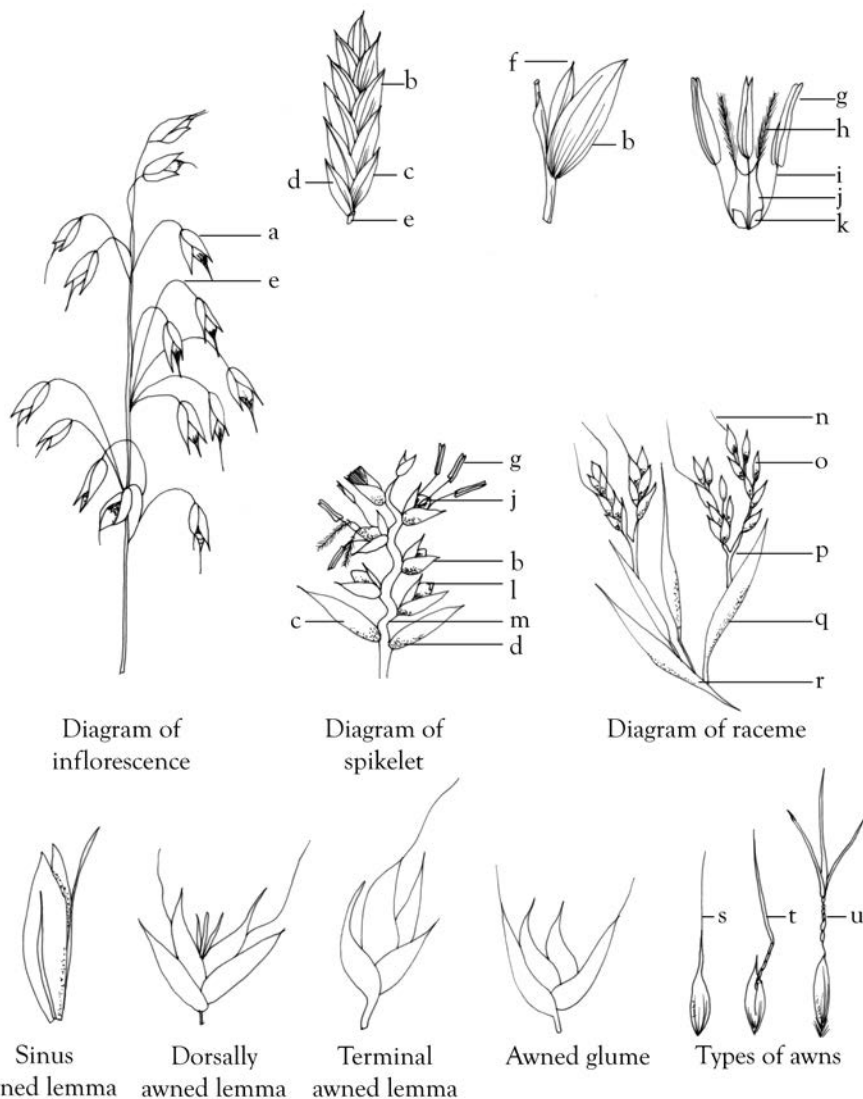 b
f
g
h
b
d
c
i
j
e
k
a
e
n
g
o
j
b
p
l
c
m
q
d
r
Diagram of
inflorescence
Diagram of
spikelet
Diagram of raceme
s
t
u
Sinus
ned lemma
Dorsally
awned lemma
Terminal
awned lemma
Awned glume
Types of awns